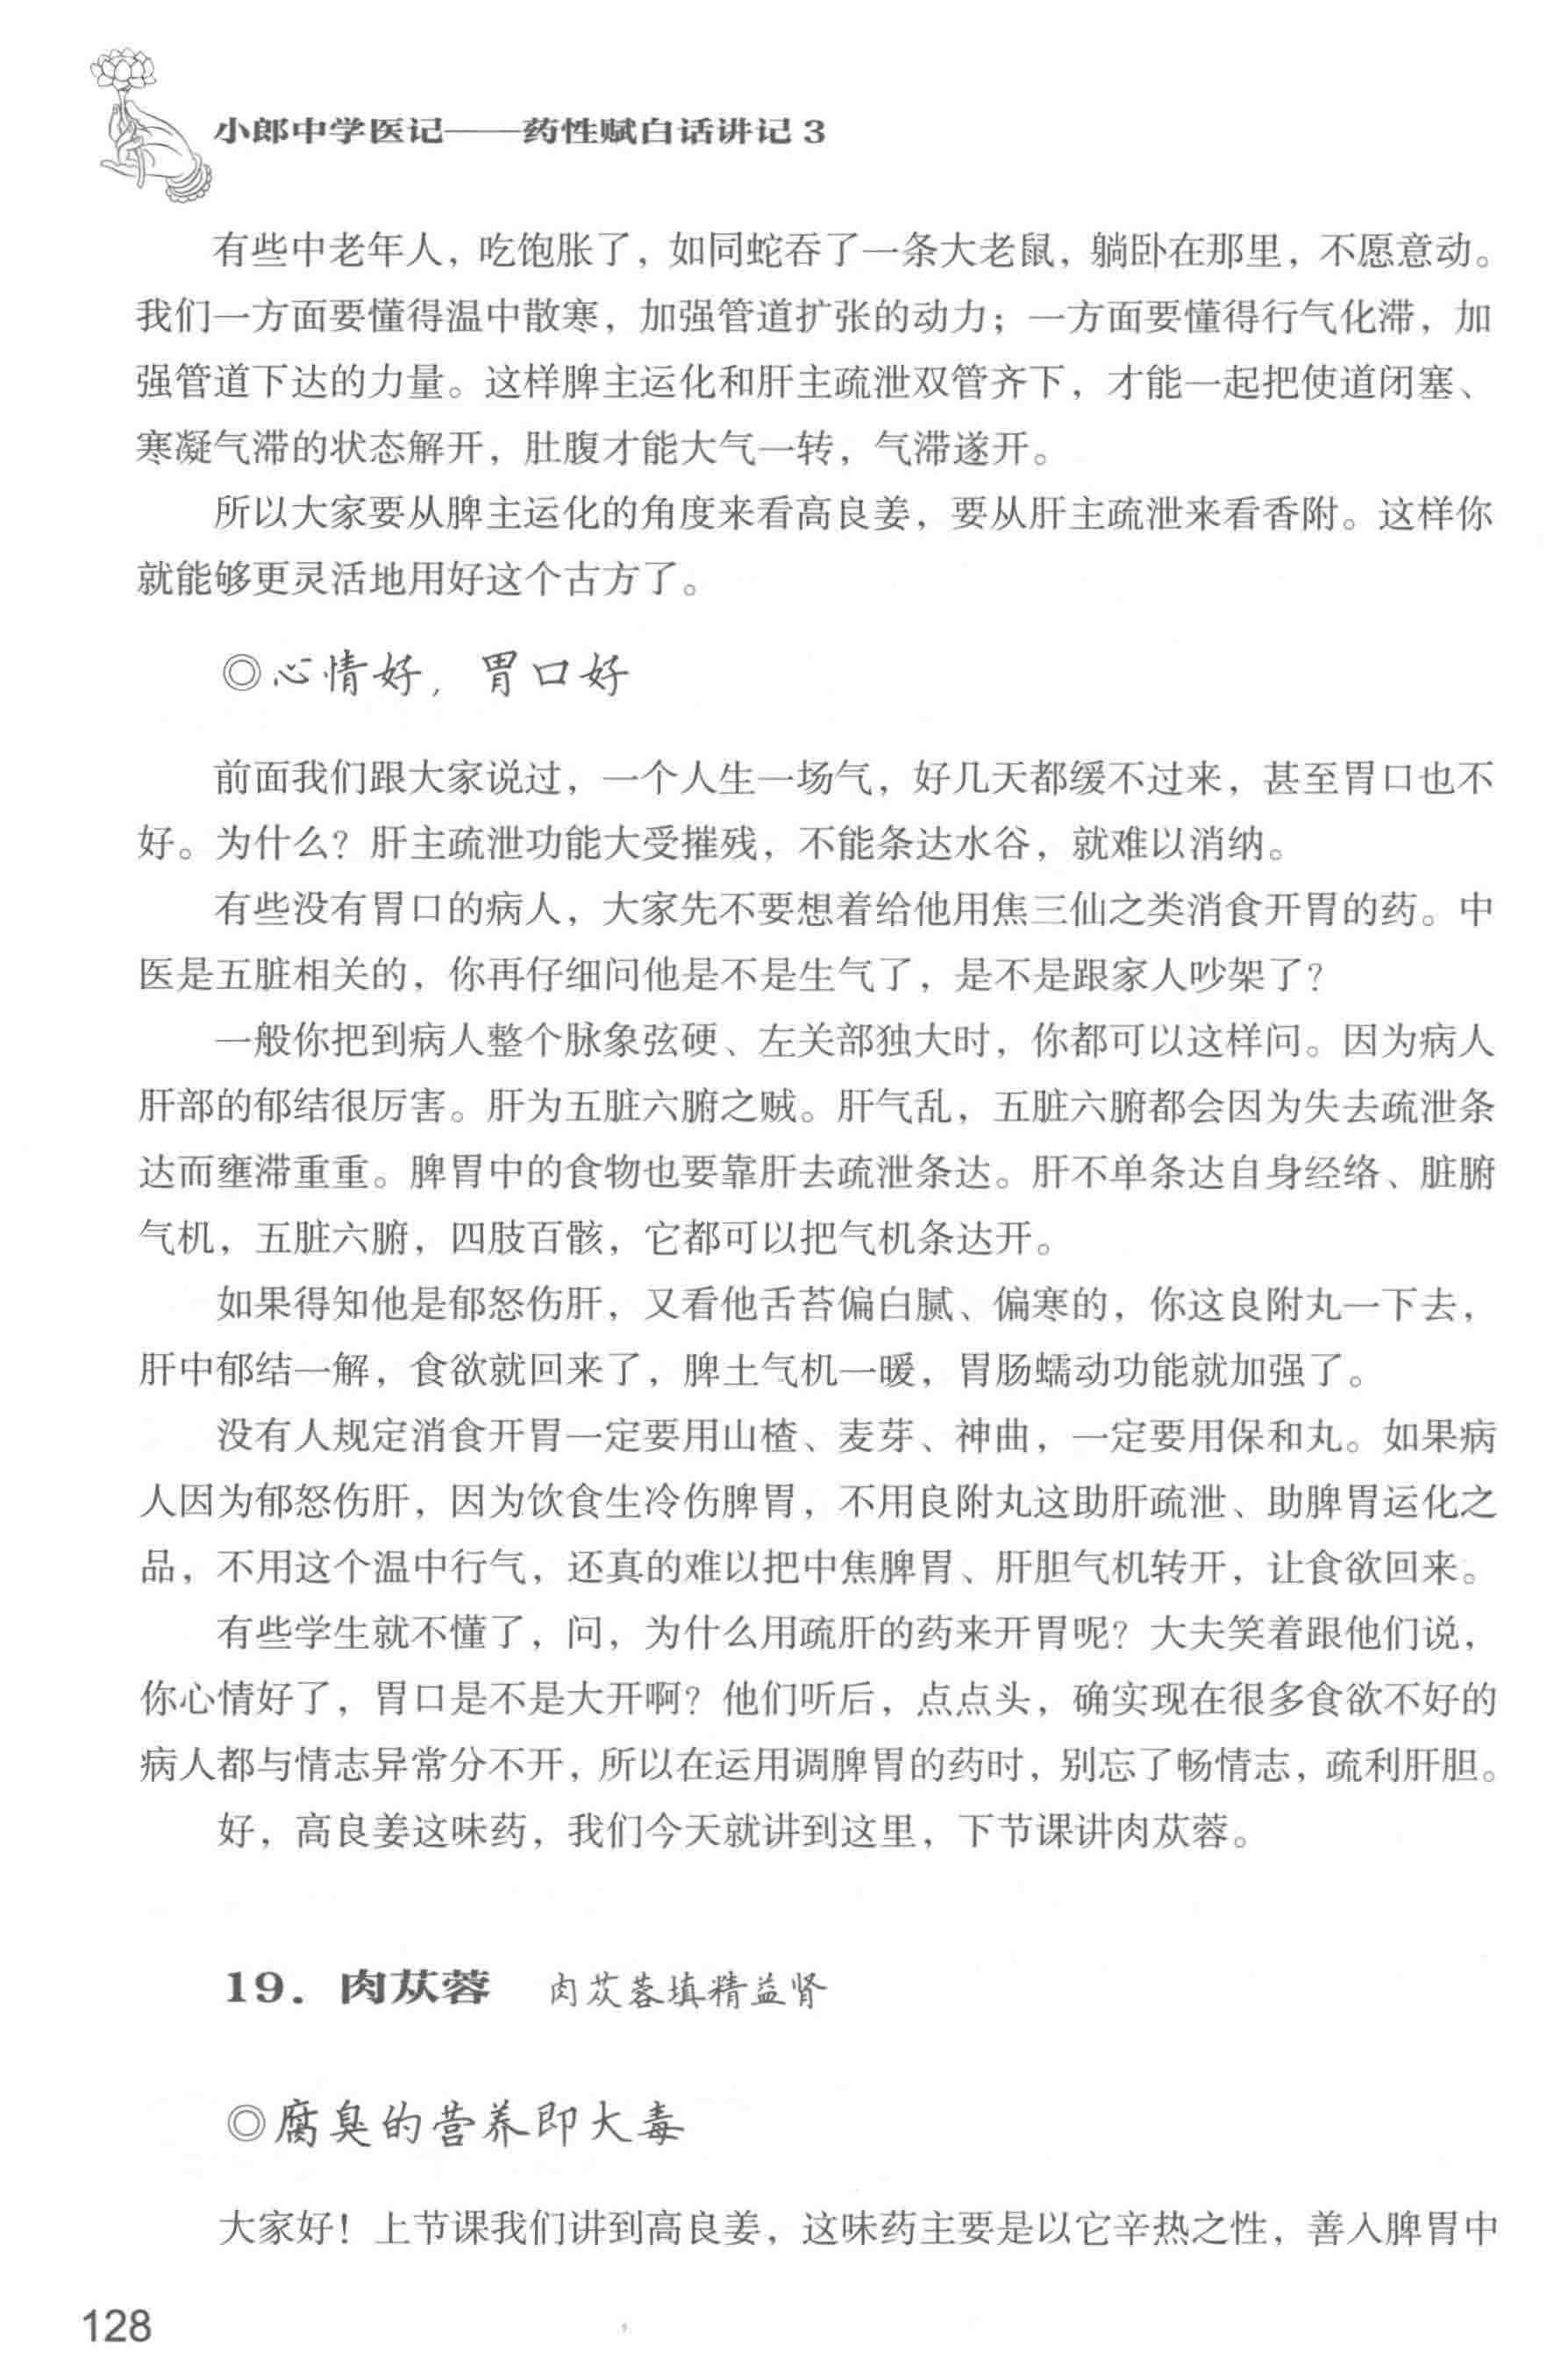 小郎中学医记——药性赋白话讲记 3
有些中老年人，吃饱胀了，如同蛇吞了一条大老鼠，躺卧在那里，不愿意动。
我们一方面要懂得温中散寒，加强管道扩张的动力；一方面要懂得行气化滞，加
强管道下达的力量。这样脾主运化和肝主疏泄双管齐下，才能一起把使道闭塞、
寒凝气滞的状态解开，肚腹才能大气一转，气滞遂开。
所以大家要从脾主运化的角度来看高良姜，要从肝主疏泄来看香附。这样你
就能够更灵活地用好这个古方了。
◎心情好，胃口好
前面我们跟大家说过，一个人生一场气，好几天都缓不过来，甚至胃口也不
好。为什么？肝主疏泄功能大受摧残，不能条达水谷，就难以消纳。
有些没有胃口的病人，大家先不要想着给他用焦三仙之类消食开胃的药。中
医是五脏相关的，你再仔细问他是不是生气了，是不是跟家人吵架了？
一般你把到病人整个脉象弦硬、左关部独大时，你都可以这样问。因为病人
肝部的郁结很厉害。肝为五脏六腑之贼。肝气乱，五脏六腑都会因为失去疏泄条
达而壅滞重重。脾胃中的食物也要靠肝去疏泄条达。肝不单条达自身经络、脏腑
气机，五脏六腑，四肢百骸，它都可以把气机条达开。
如果得知他是郁怒伤肝，又看他舌苔偏白腻、偏寒的，你这良附丸一下去，
肝中郁结一解，食欲就回来了，脾土气机一暖，胃肠蠕动功能就加强了。
没有人规定消食开胃一定要用山楂、麦芽、神曲，一定要用保和丸。如果病
人因为郁怒伤肝，因为饮食生冷伤脾胃，不用良附丸这助肝疏泄、助脾胃运化之
品，不用这个温中行气，还真的难以把中焦脾胃、肝胆气机转开，让食欲回来。
有些学生就不懂了，问，为什么用疏肝的药来开胃呢？大夫笑着跟他们说，
你心情好了，胃口是不是大开啊？他们听后，点点头，确实现在很多食欲不好的
病人都与情志异常分不开，所以在运用调脾胃的药时，别忘了畅情志，疏利肝胆。
好，高良姜这味药，我们今天就讲到这里，下节课讲肉苁蓉。
19. 肉苁蓉 肉苁蓉填精益肾
◎腐臭的营养即大毒
大家好！上节课我们讲到高良姜，这味药主要是以它辛热之性，善入脾胃中
128